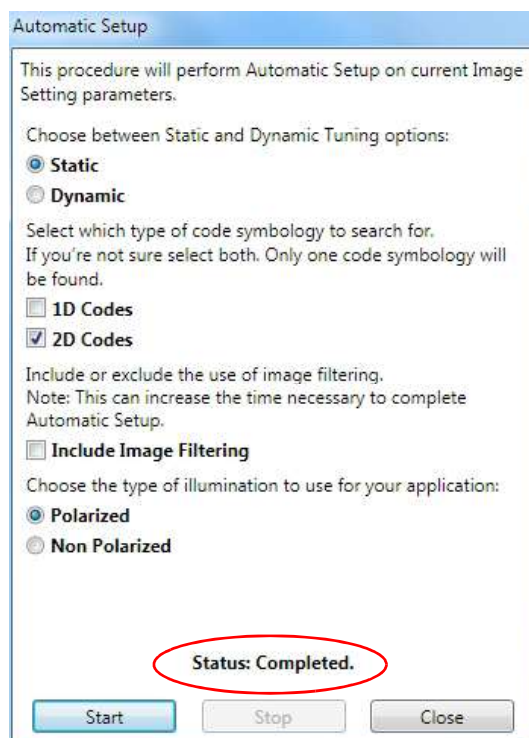 Automatic Setup
This procedure will perform Automatic Setup on current Image
Setting parameters.
Choose between Static and Dynamic Tuning options:
Static
Dynamic
Select which type of code symbology to search for.
If you're not sure select both. Only one code symbology will
be found.
1D Codes
2D Codes
Include or exclude the use of image filtering.
Note: This can increase the time necessary to complete
Automatic Setup.
Include Image Filtering
Choose the type of illumination to use for your application:
Polarized
Non Polarized
Status: Completed.
Start Stop Close